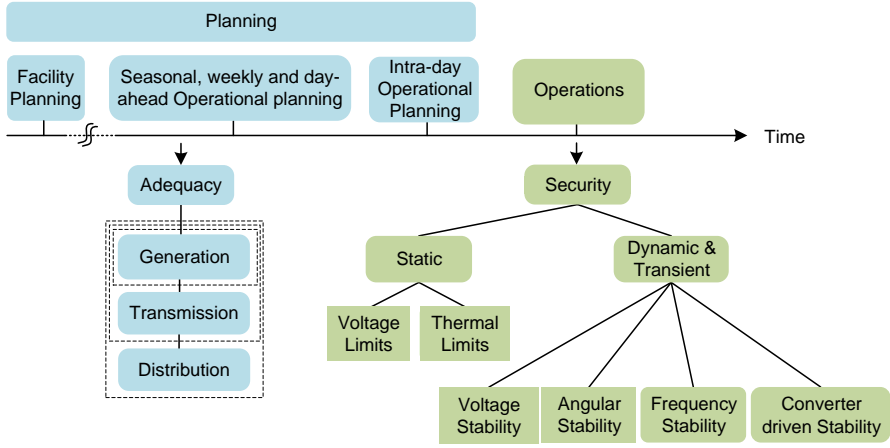 Planning
Facility
Planning
Seasonal, weekly and day-
ahead Operational planning
Intra-day
Operational
Planning
Operations
Time
Adequacy
Security
Generation
Transmission
Distribution
Static
Dynamic &
Transient
Voltage
Limits
Thermal
Limits
Voltage
Stability
Angular
Stability
Frequency
Stability
Converter
driven Stability